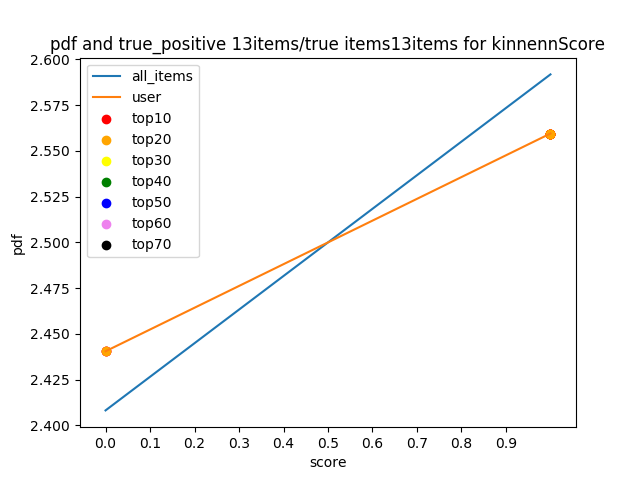 pdf and true_positive 13items/true items13items for kinnennScore
2.600
2.575
2.550
2.525
2.500
2.475
2.450
2.425
2.400
pdf
all_items
user
top10
top20
top30
top40
top50
top60
top70
0.0 0.1 0.2 0.3 0.4 0.5 0.6 0.7 0.8 0.9
score